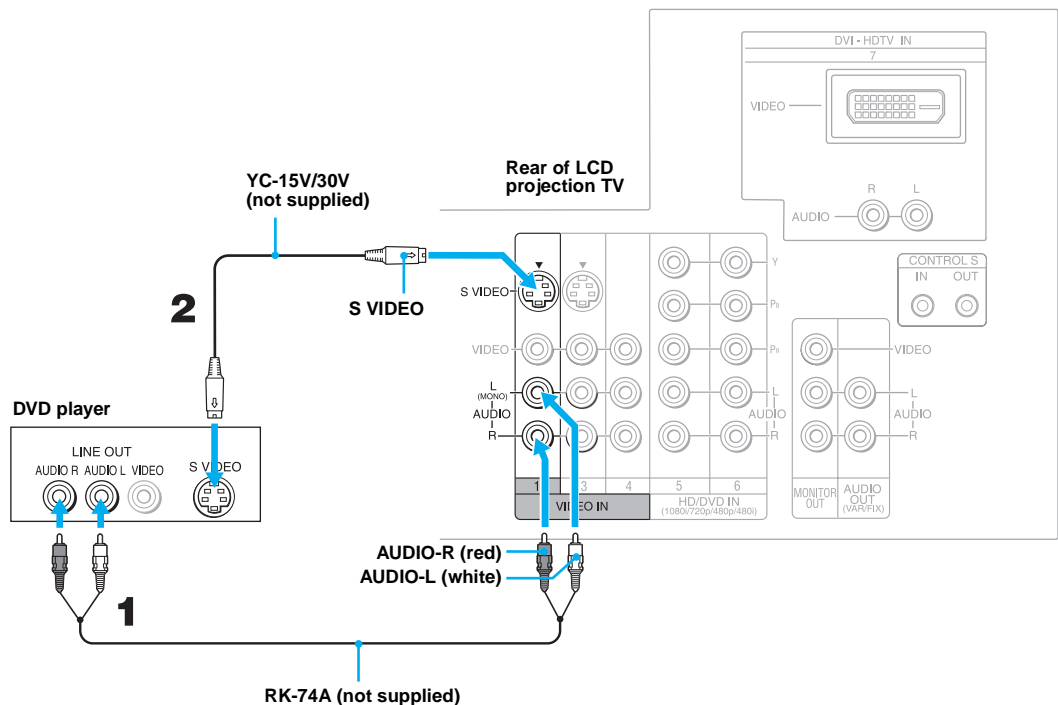 DVI - HDTV IN
7
VIDEO
R L
AUDIO
YC-15V/30V
(not supplied)
Rear of LCD
projection TV
S VIDEO
2
S VIDEO
CONTROL S
IN OUT
Y
PR
VIDEO
PR
VIDEO
L
(MONO)
AUDIO
R
L
AUDIO
R
L
AUDIO
R
DVD player
LINE OUT
AUDIO R AUDIO L VIDEO
S VIDEO
1 3 4 5 6
VIDEO IN
HD/DVD IN
(1080i/720p/480p/480i)
MONITOR
OUT
AUDIO
OUT
(VAR/FIX)
AUDIO-R (red)
AUDIO-L (white)
1
RK-74A (not supplied)